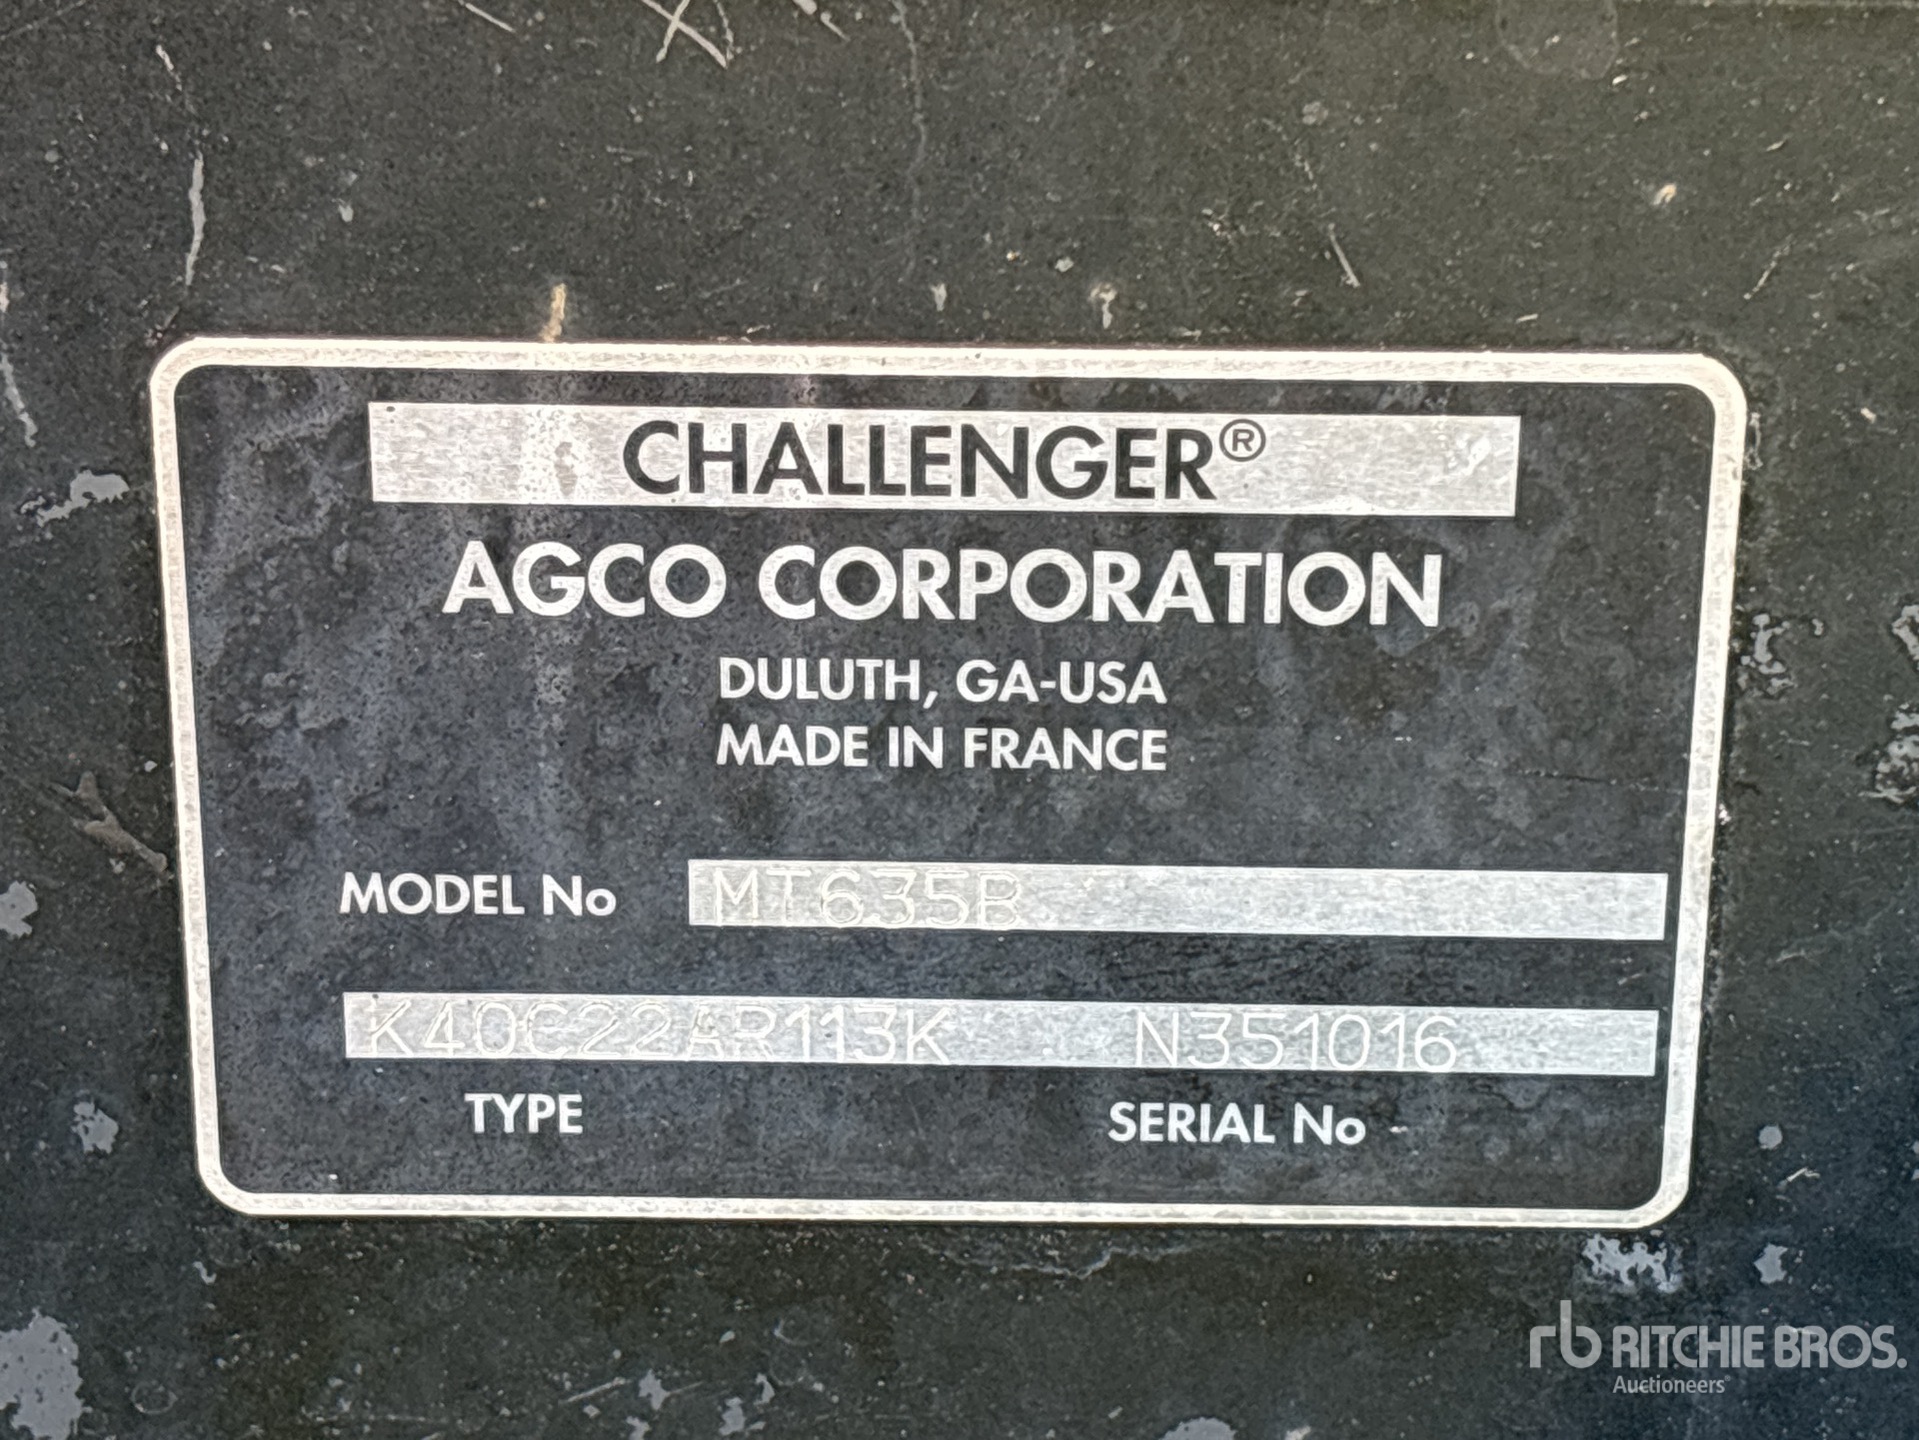 CHALLENGER®
AGCO CORPORATION
DULUTH, GA-USA
MADE IN FRANCE
MODEL No MT635B
K40C22AR113K N351016
TYPE SERIAL No
rb RITCHIE BROS.
Auctioneers